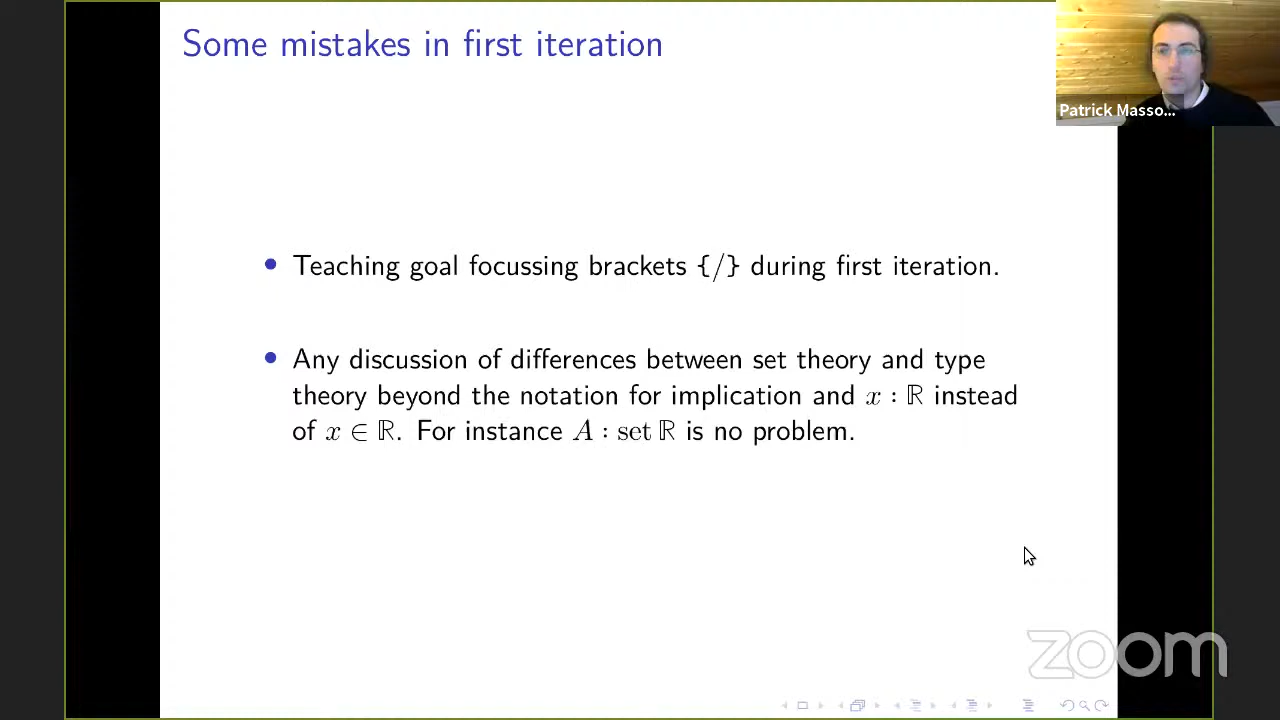 Some mistakes in first iteration
Patrick Masso...
Teaching goal focussing brackets {/} during first iteration.
Any discussion of differences between set theory and type
theory beyond the notation for implication and x : ℝ instead
of x ∈ ℝ. For instance A : set ℝ is no problem.
zoom